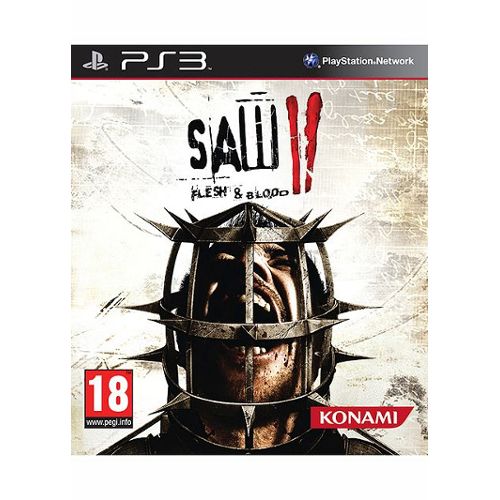 PS3
PlayStation®Network
SAW II
FLESH & BLOOD
18
www.pegi.info
KONAMI